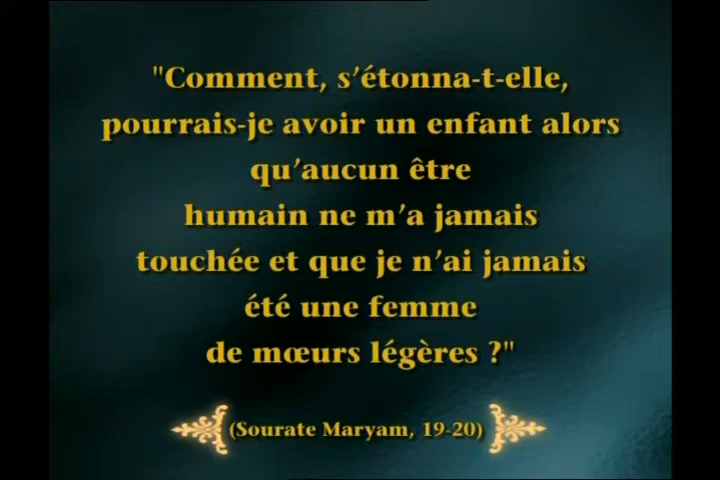 "Comment, s’étonna-t-elle,
pourrais-je avoir un enfant alors
qu’aucun être
humain ne m’a jamais
touchée et que je n’ai jamais
été une femme
de mœurs légères ?"
(Sourate Maryam, 19-20)